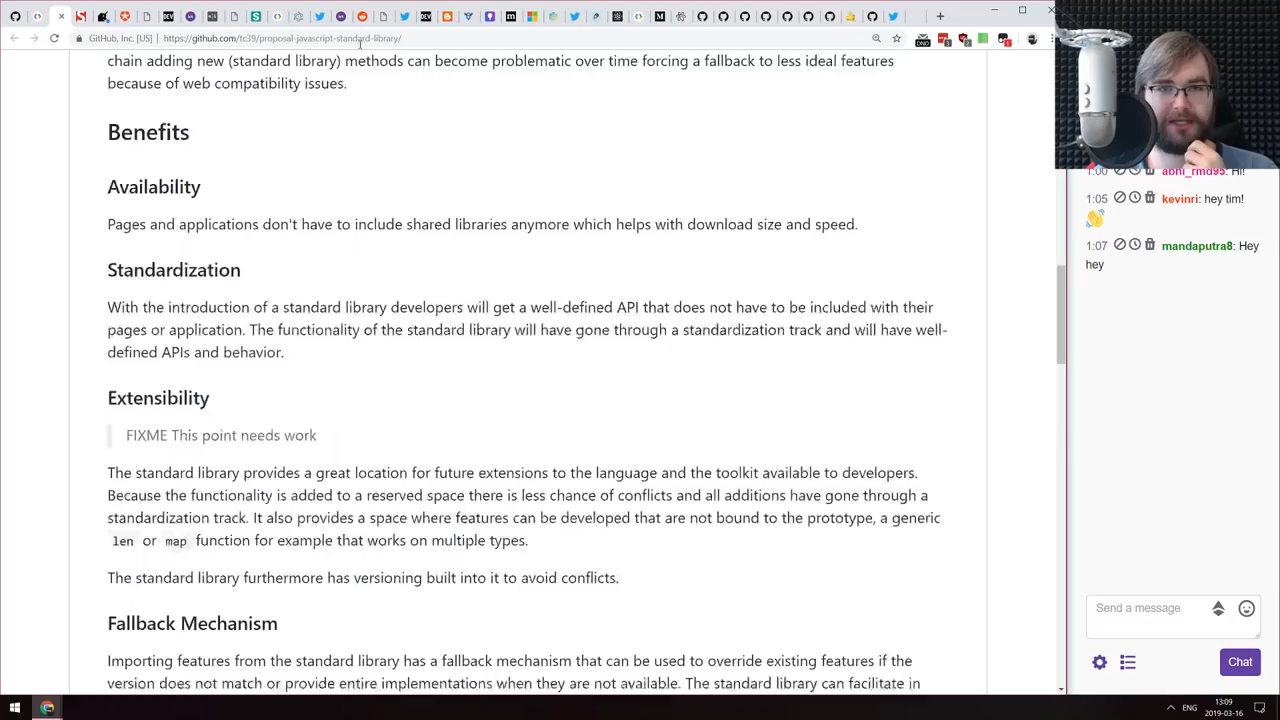 GitHub, Inc. [US] | https://github.com/tc39/proposal-javascript-standard-library/
chain adding new (standard library) methods can become problematic over time forcing a fallback to less ideal features
because of web compatibility issues.
Benefits
Availability
Pages and applications don't have to include shared libraries anymore which helps with download size and speed.
Standardization
With the introduction of a standard library developers will get a well-defined API that does not have to be included with their
pages or application. The functionality of the standard library will have gone through a standardization track and will have well-
defined APIs and behavior.
Extensibility
FIXME This point needs work
The standard library provides a great location for future extensions to the language and the toolkit available to developers.
Because the functionality is added to a reserved space there is less chance of conflicts and all additions have gone through a
standardization track. It also provides a space where features can be developed that are not bound to the prototype, a generic
len or map function for example that works on multiple types.
The standard library furthermore has versioning built into it to avoid conflicts.
Fallback Mechanism
Importing features from the standard library has a fallback mechanism that can be used to override existing features if the
version does not match or provide entire implementations when they are not available. The standard library can facilitate in
1:00 abhi_rmd95: Hi!
1:05 kevinri: hey tim!
1:07 mandaputra8: Hey
hey
Send a message
Chat
ENG
13:09
2019-03-16